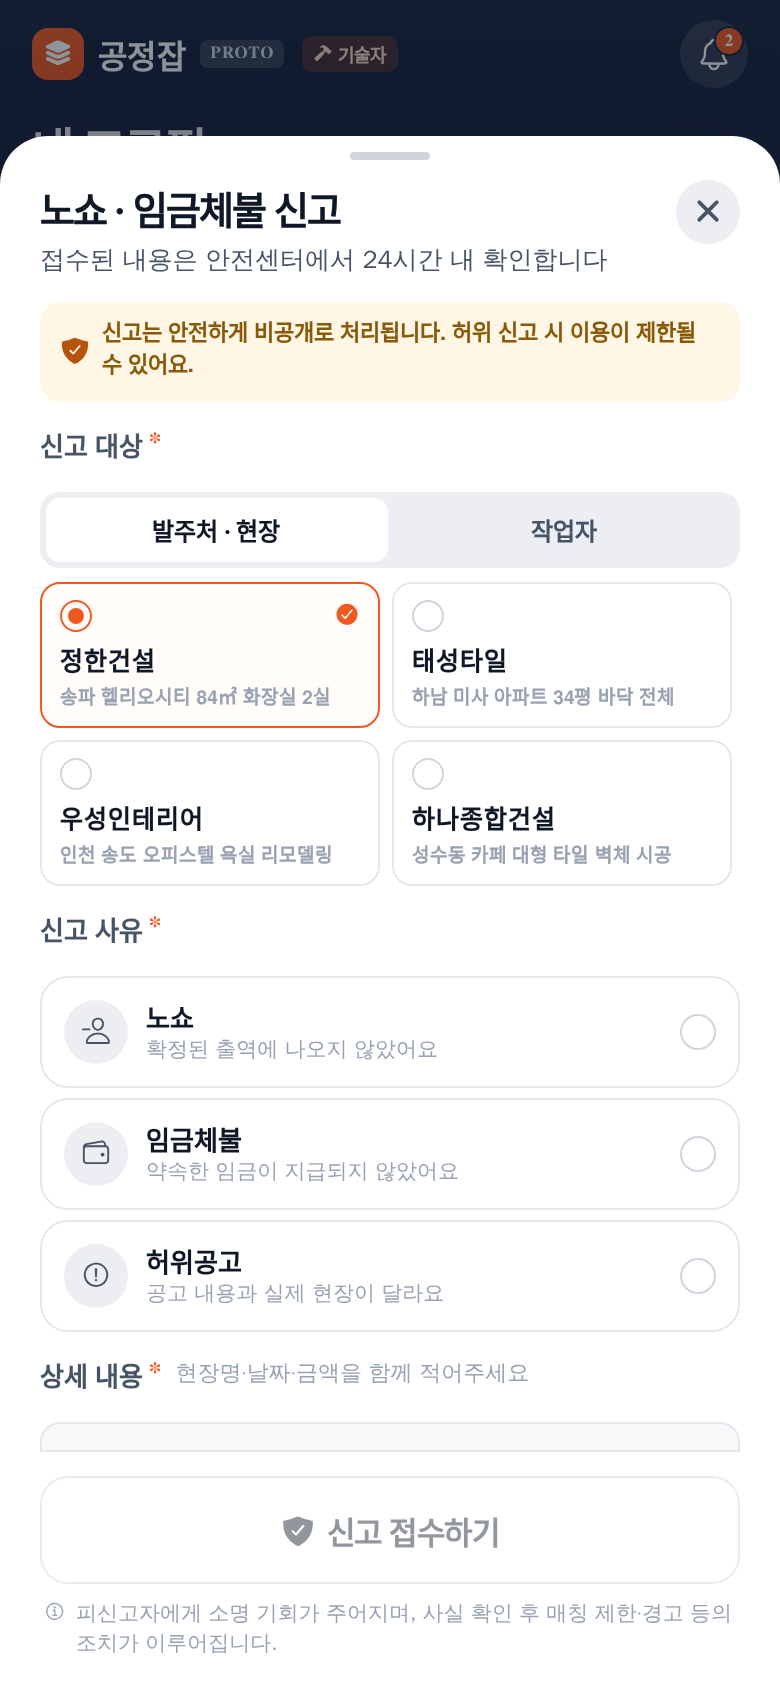 공정잡 PROTO 기술자 2
노쇼 · 임금체불 신고
접수된 내용은 안전센터에서 24시간 내 확인합니다
신고는 안전하게 비공개로 처리됩니다. 허위 신고 시 이용이 제한될
수 있어요.
신고 대상 *
발주처 · 현장 작업자
정한건설
송파 헬리오시티 84㎡ 화장실 2실
태성타일
하남 미사 아파트 34평 바닥 전체
우성인테리어
인천 송도 오피스텔 욕실 리모델링
하나종합건설
성수동 카페 대형 타일 벽체 시공
신고 사유 *
노쇼
확정된 출역에 나오지 않았어요
임금체불
약속한 임금이 지급되지 않았어요
허위공고
공고 내용과 실제 현장이 달라요
상세 내용 * 현장명·날짜·금액을 함께 적어주세요
신고 접수하기
피신고자에게 소명 기회가 주어지며, 사실 확인 후 매칭 제한·경고 등의
조치가 이루어집니다.